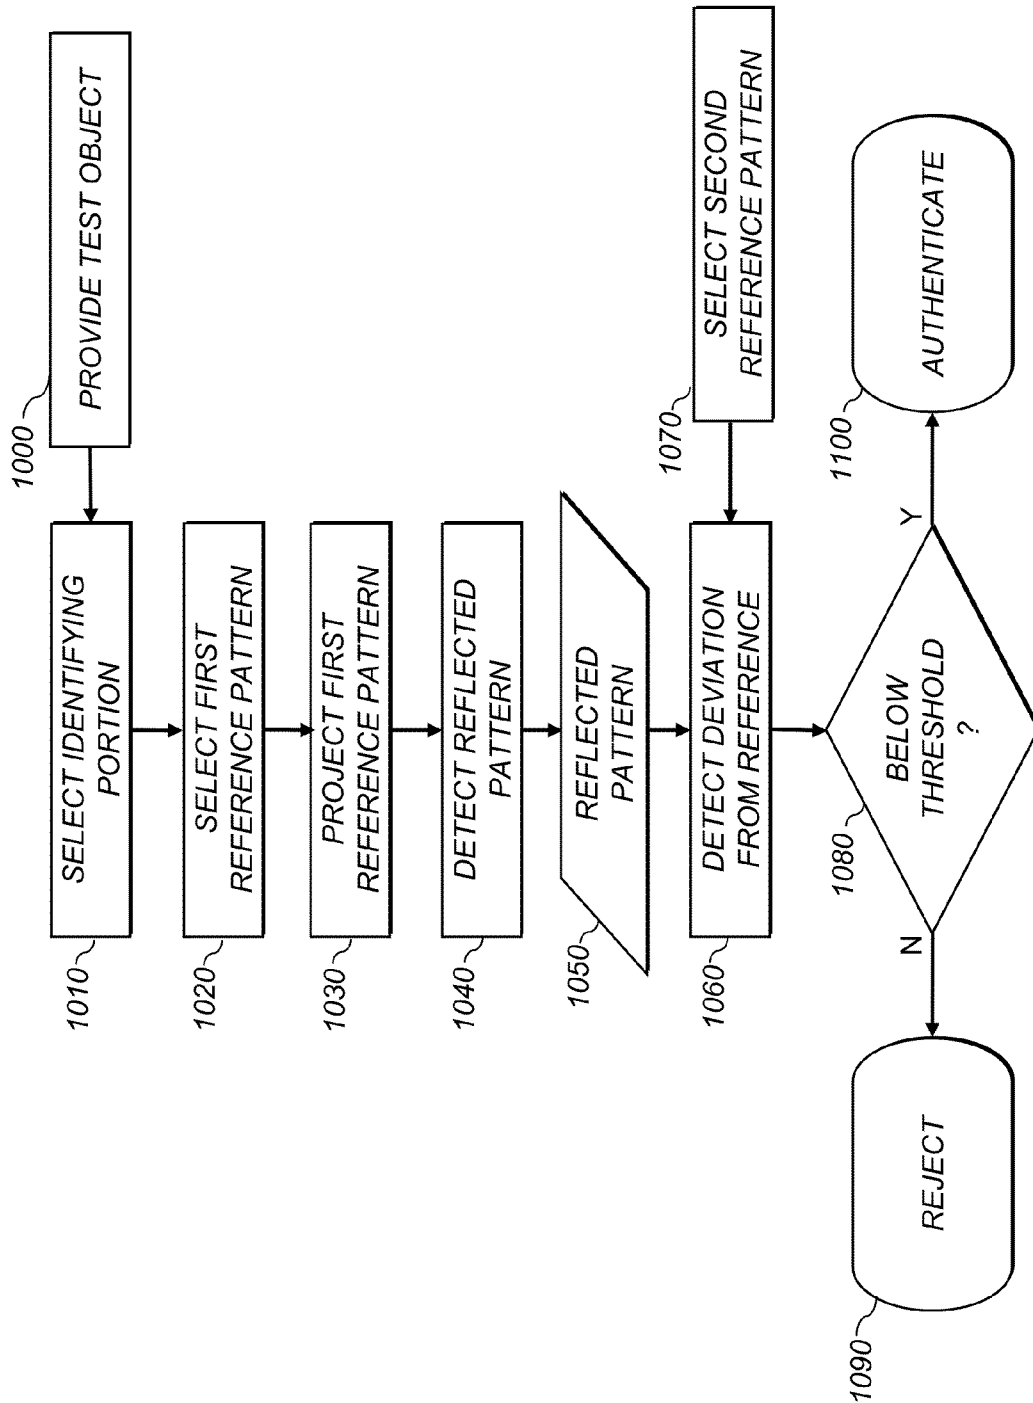 1000
PROVIDE TEST OBJECT
1010
SELECT IDENTIFYING
PORTION
1020
SELECT FIRST
REFERENCE PATTERN
1030
PROJECT FIRST
REFERENCE PATTERN
1040
DETECT REFLECTED
PATTERN
1050
REFLECTED
PATTERN
1060
DETECT DEVIATION
FROM REFERENCE
1070
SELECT SECOND
REFERENCE PATTERN
1080
BELOW
THRESHOLD
?
N
Y
1090
REJECT
1100
AUTHENTICATE